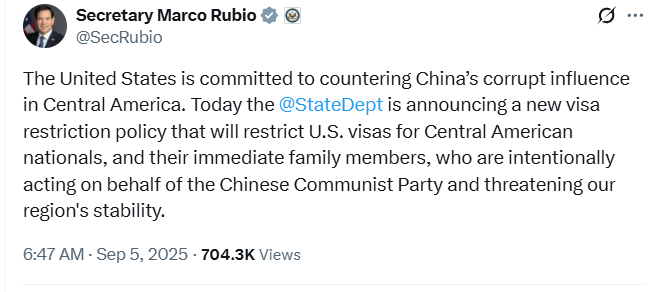 Secretary Marco Rubio
@SecRubio
The United States is committed to countering China’s corrupt influence
in Central America. Today the @StateDept is announcing a new visa
restriction policy that will restrict U.S. visas for Central American
nationals, and their immediate family members, who are intentionally
acting on behalf of the Chinese Communist Party and threatening our
region's stability.
6:47 AM · Sep 5, 2025 · 704.3K Views